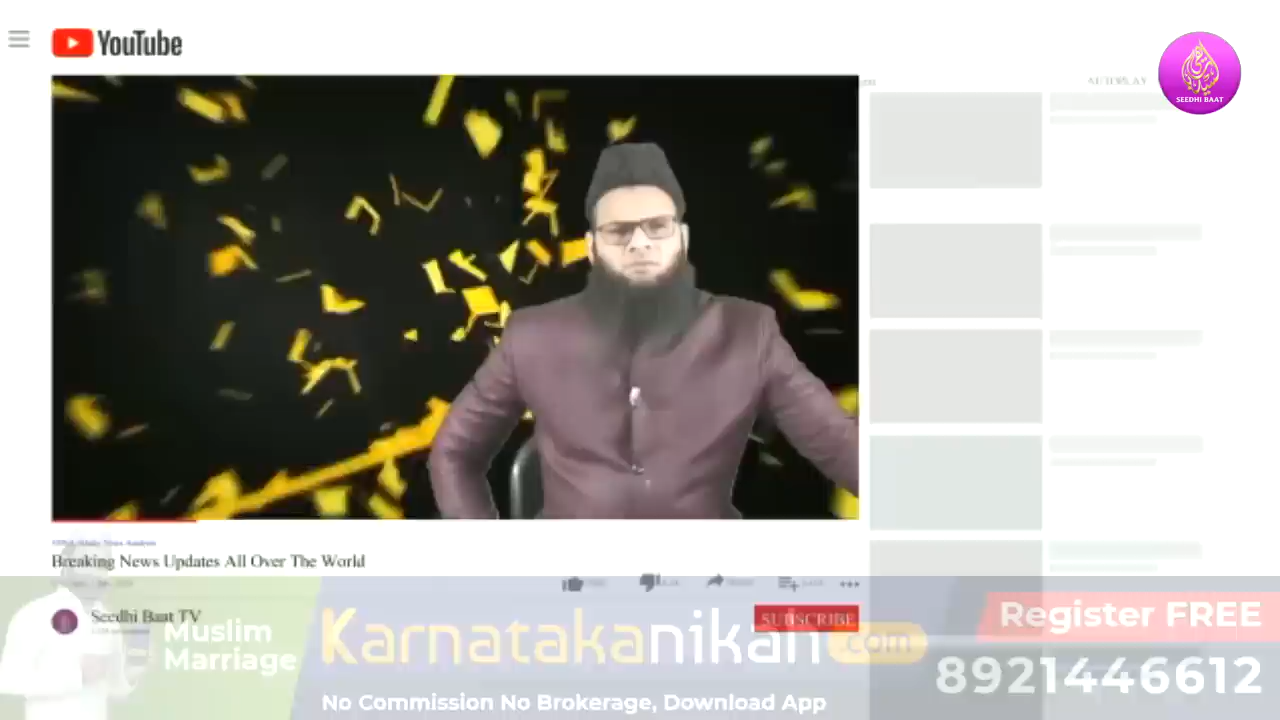 YouTube
AUTOPLAY
SEEDHI BAAT
Breaking News Updates All Over The World
Seedhi Baat TV
SUBSCRIBE
Muslim
Marriage
Karnatakanikah.com
No Commission No Brokerage, Download App
Register FREE
8921446612